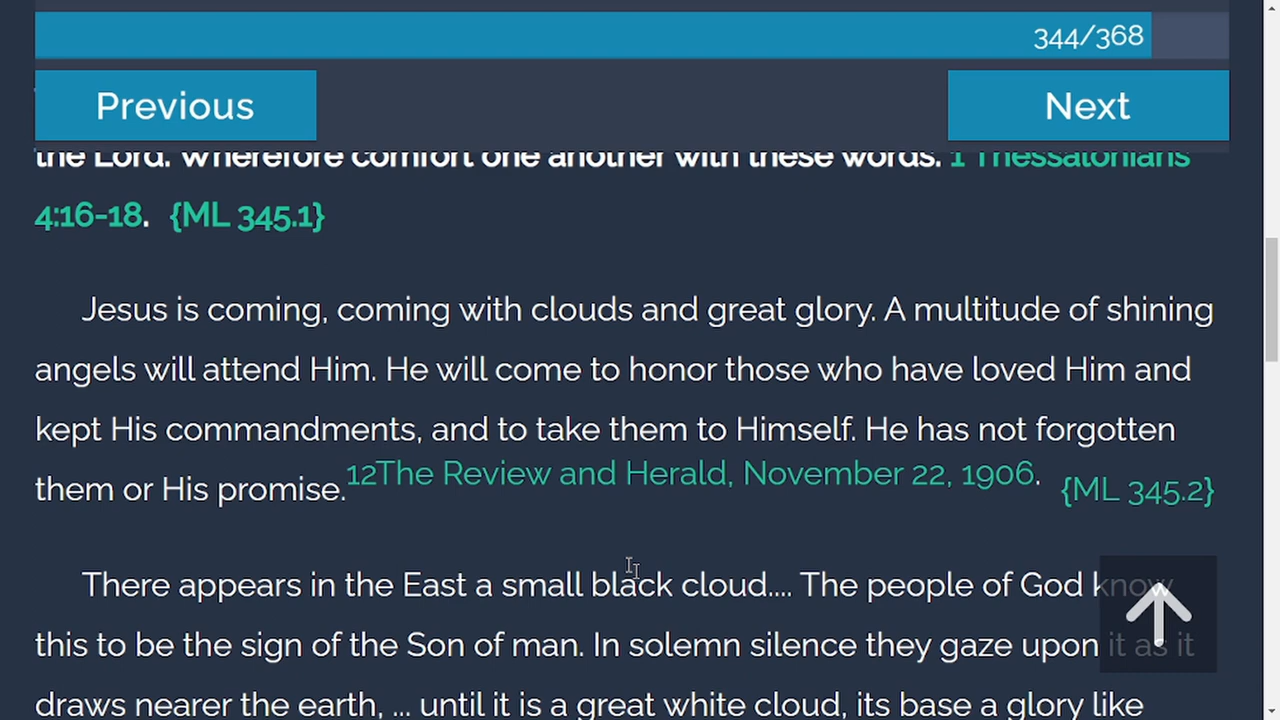 344/368
Previous
Next
the Lord. Wherefore comfort one another with these words. 1 Thessalonians
4:16-18. {ML 345.1}
Jesus is coming, coming with clouds and great glory. A multitude of shining
angels will attend Him. He will come to honor those who have loved Him and
kept His commandments, and to take them to Himself. He has not forgotten
them or His promise.12The Review and Herald, November 22, 1906. {ML 345.2}
There appears in the East a small black cloud.... The people of God know
this to be the sign of the Son of man. In solemn silence they gaze upon it as it
draws nearer the earth, ... until it is a great white cloud, its base a glory like